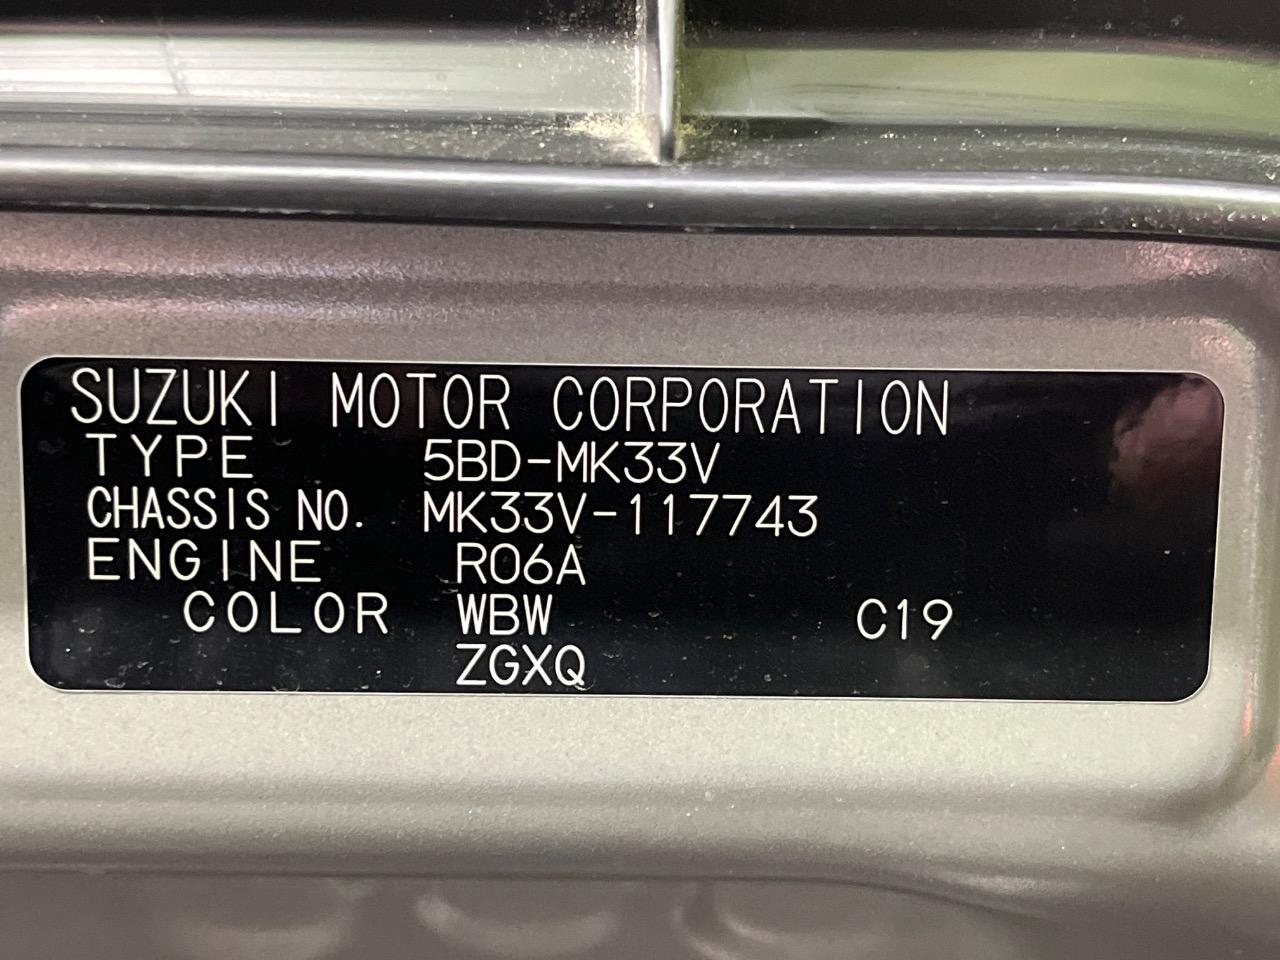 SUZUKI MOTOR CORPORATION
TYPE 5BD-MK33V
CHASSIS NO. MK33V-117743
ENGINE R06A
COLOR WBW C19
ZGXQ